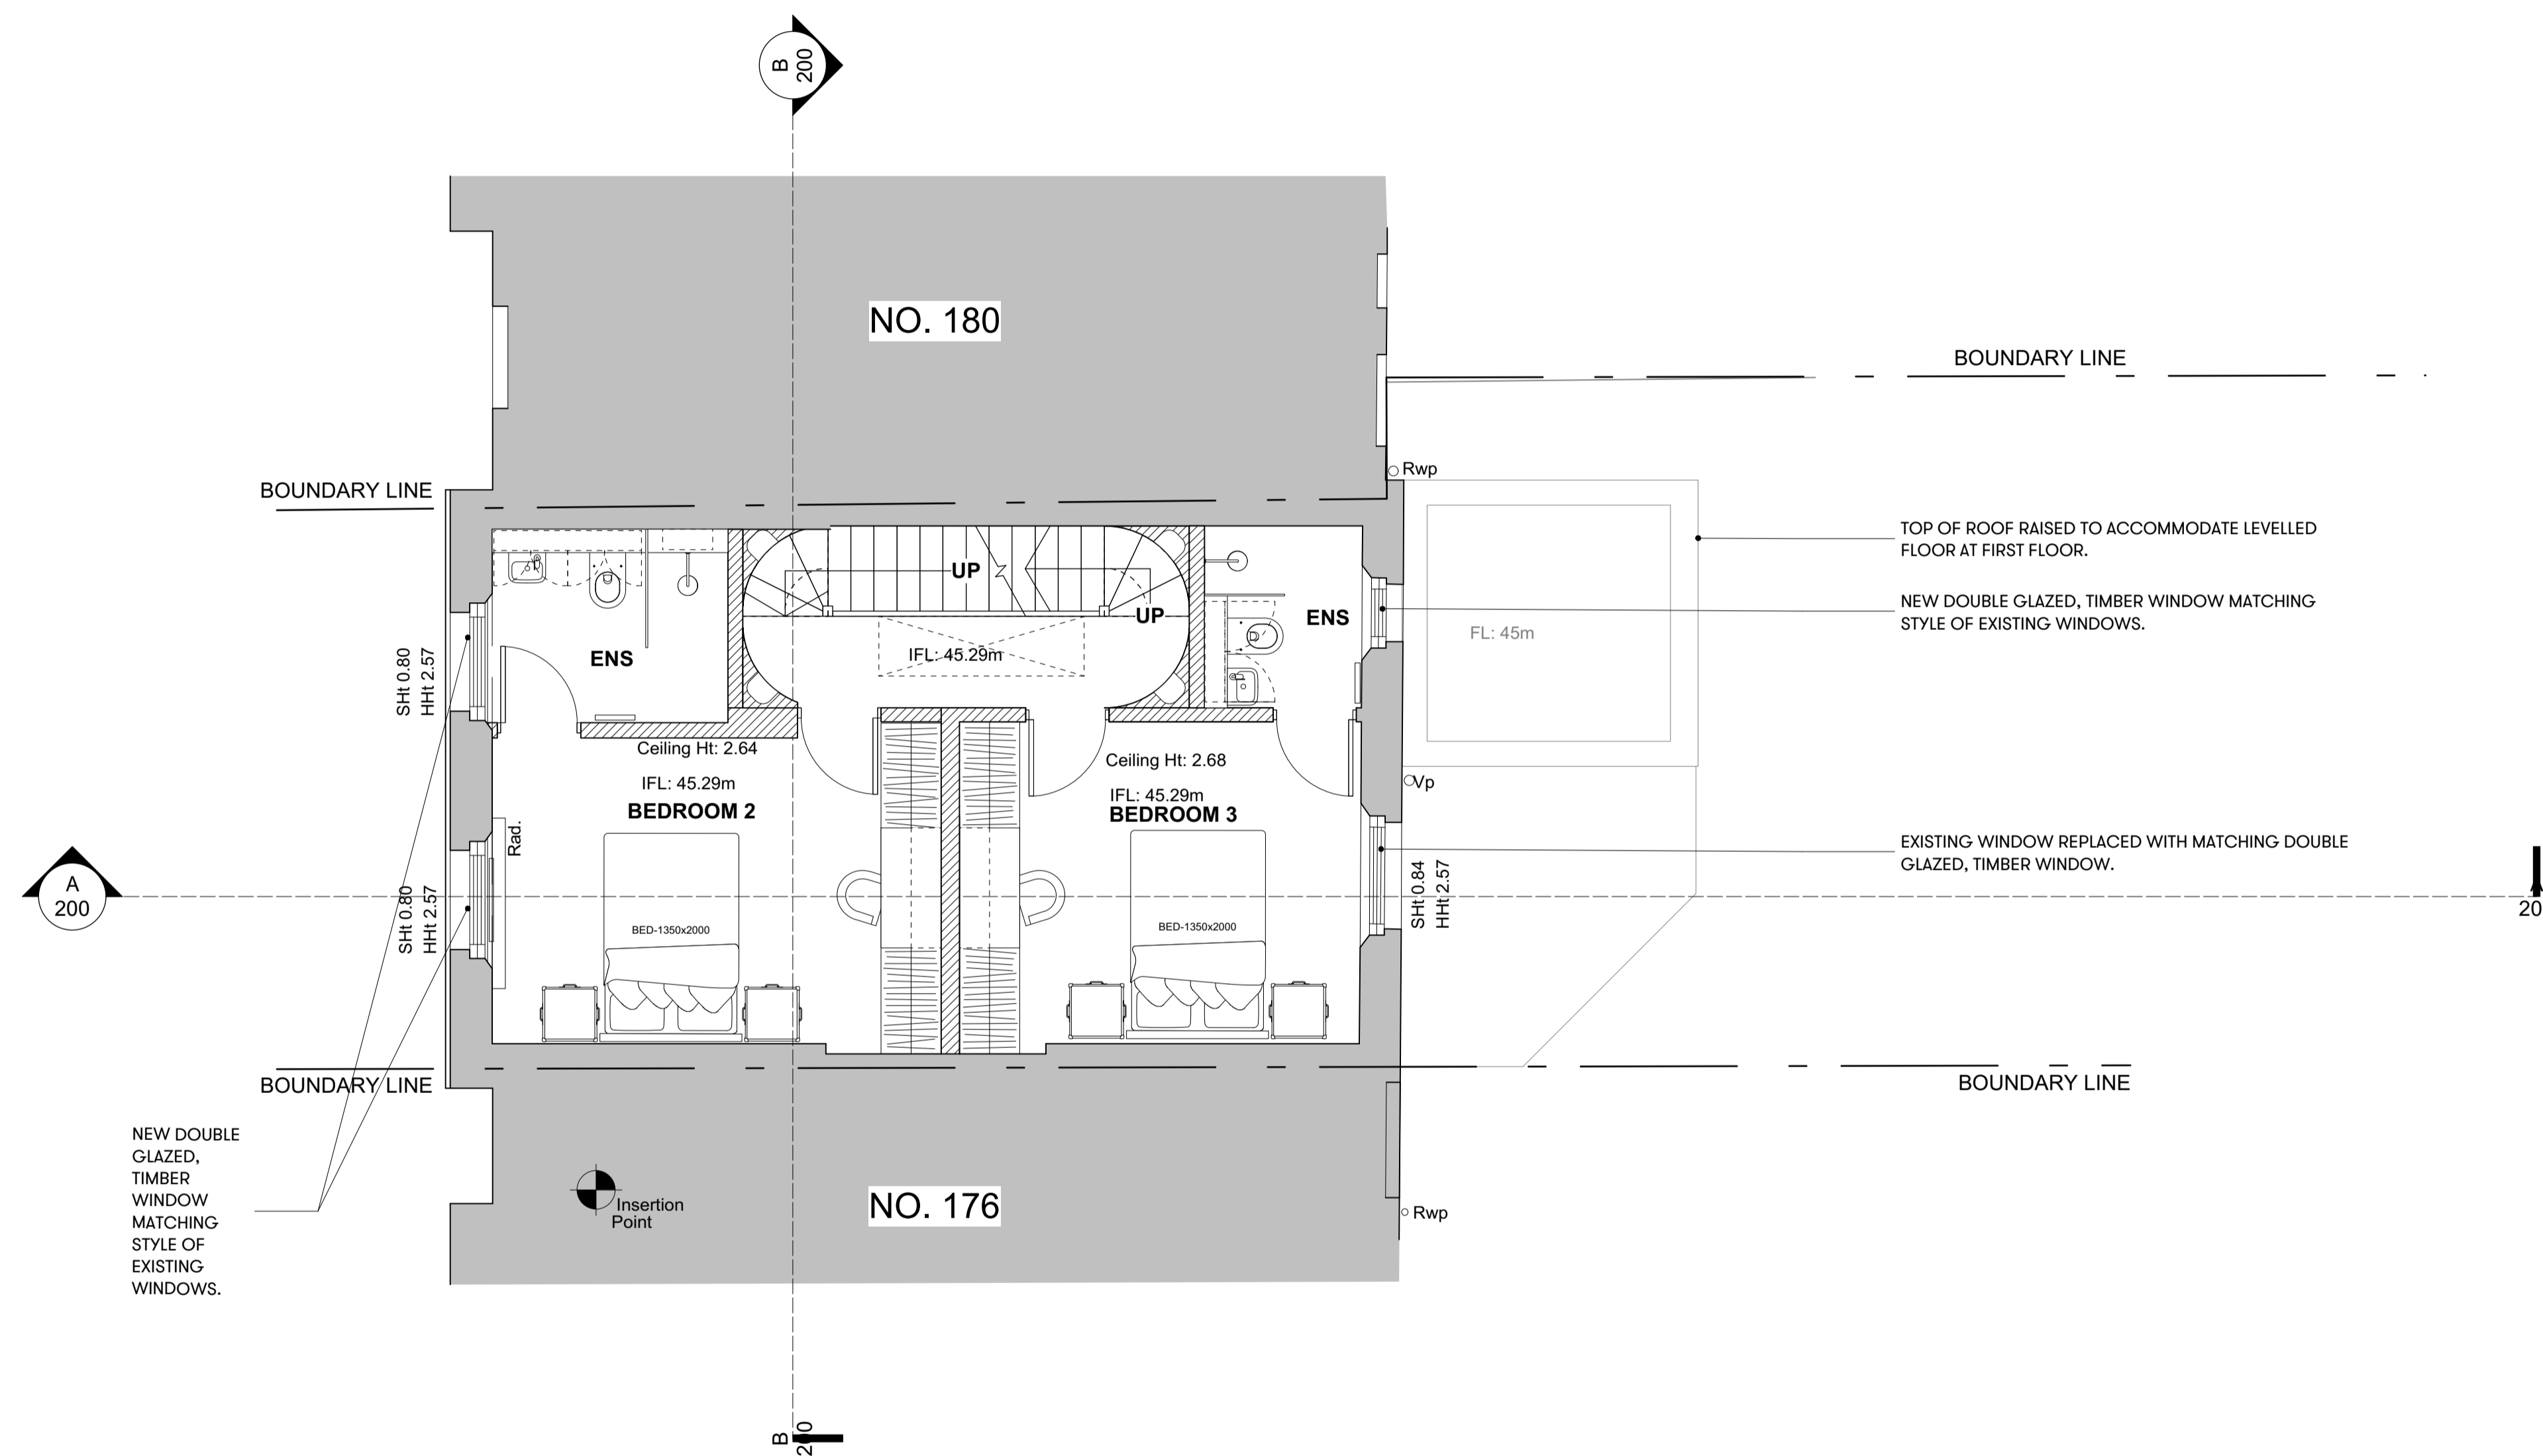 B
200
NO. 180
BOUNDARY LINE
Rwp
BOUNDARY LINE
TOP OF ROOF RAISED TO ACCOMMODATE LEVELLED
FLOOR AT FIRST FLOOR.
UP
UP
NEW DOUBLE GLAZED, TIMBER WINDOW MATCHING
STYLE OF EXISTING WINDOWS.
ENS
FL: 45m
ENS
IFL: 45.29m
SHt 0.80
HHt 2.57
Ceiling Ht: 2.64
IFL: 45.29m
BEDROOM 2
Ceiling Ht: 2.68
IFL: 45.29m
BEDROOM 3
Vp
Rad.
EXISTING WINDOW REPLACED WITH MATCHING DOUBLE
GLAZED, TIMBER WINDOW.
A
200
SHt 0.80
HHt 2.57
BED-1350x2000
BED-1350x2000
SHt 0.84
HHt 2.57
20
BOUNDARY LINE
BOUNDARY LINE
NEW DOUBLE
GLAZED,
TIMBER
WINDOW
MATCHING
STYLE OF
EXISTING
WINDOWS.
Insertion
Point
NO. 176
Rwp
B
200